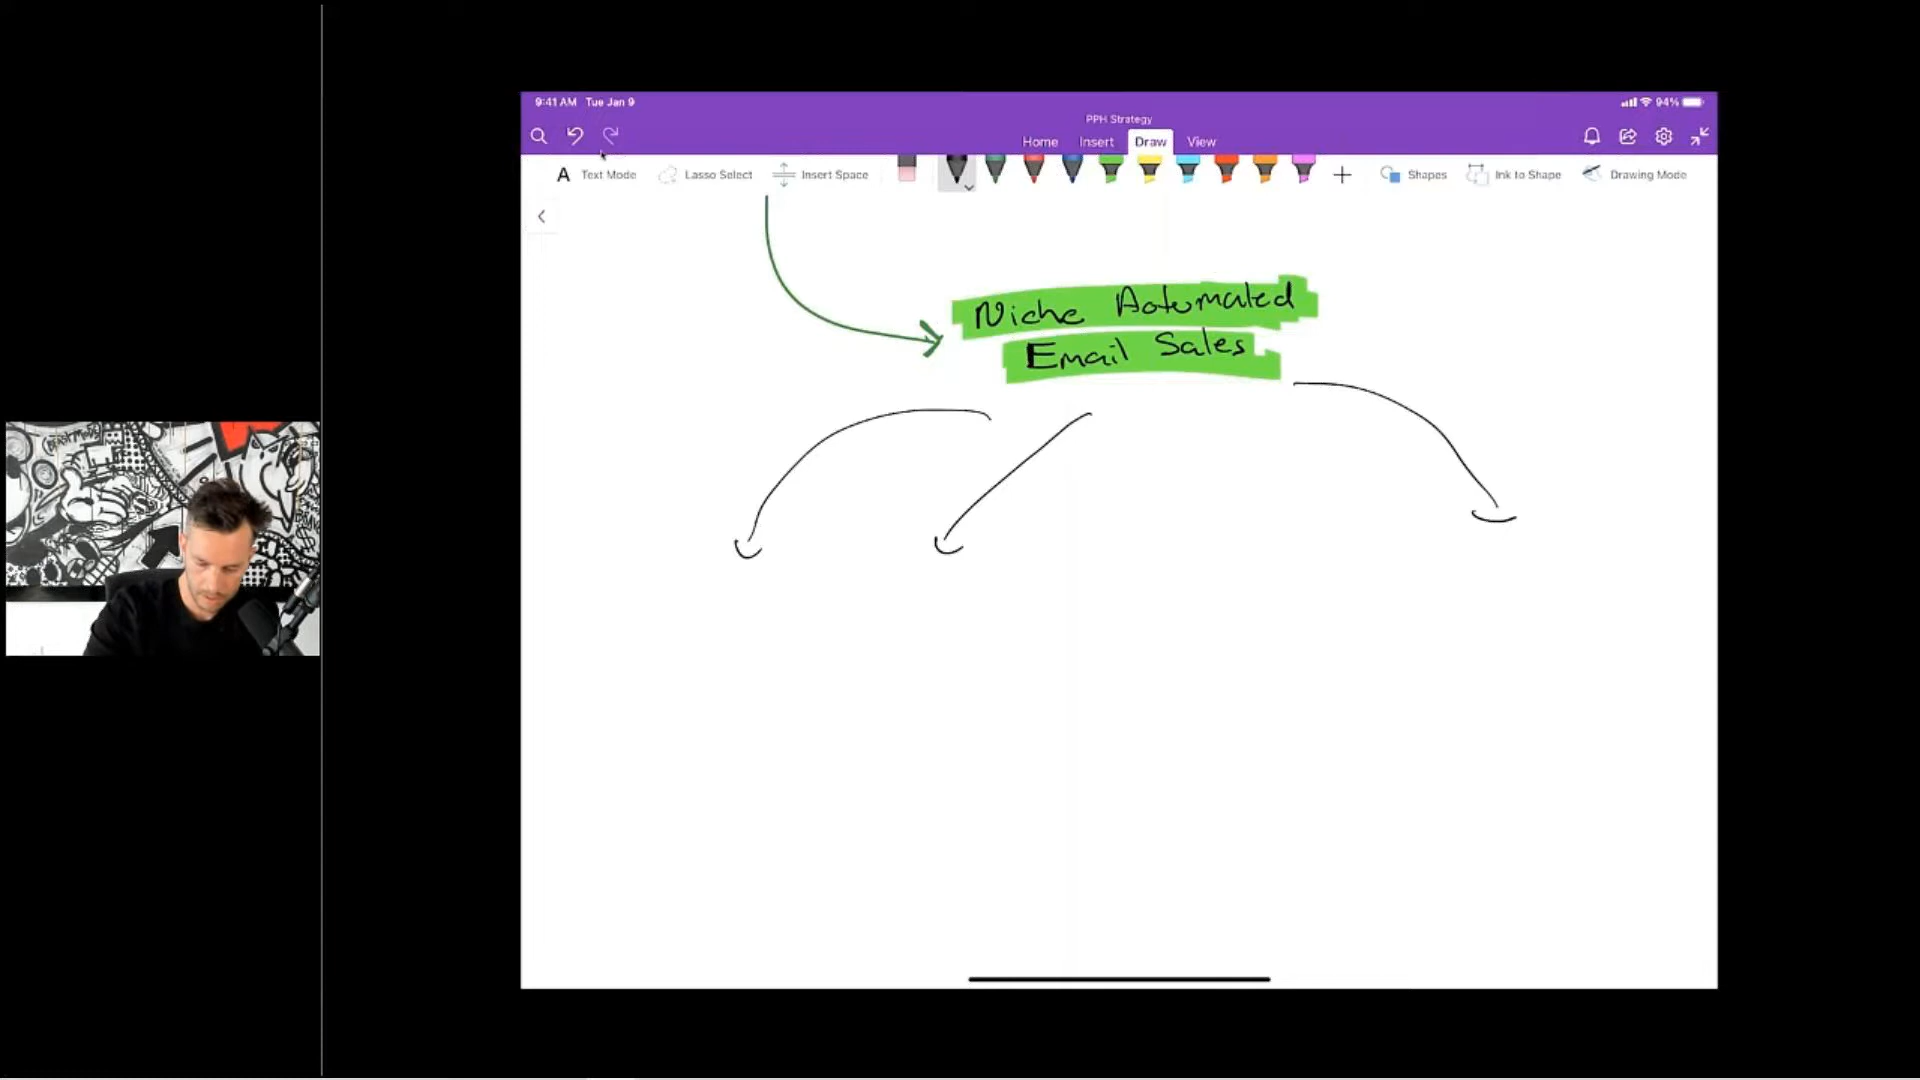 9:41 AM Tue Jan 9
94%
PPH Strategy
Home Insert Draw View
A Text Mode Lasso Select Insert Space Shapes Ink to Shape Drawing Mode
Niche Automated
Email Sales